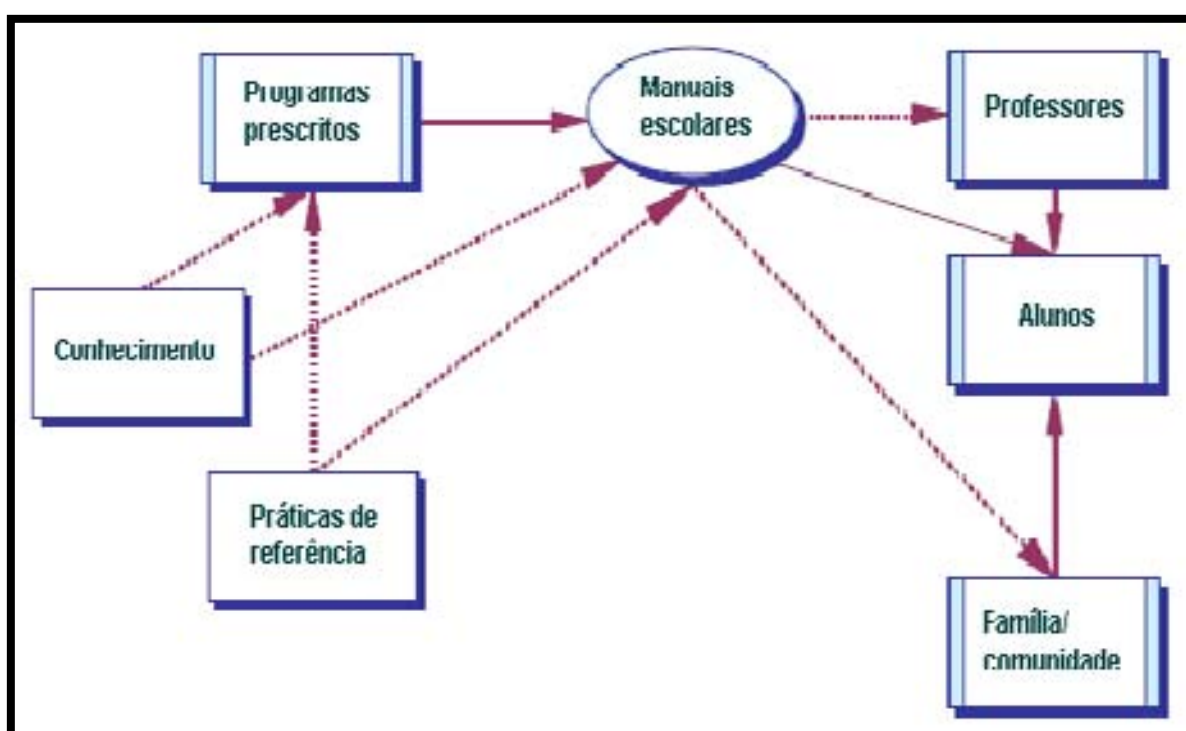 Programas
prescritos
Manuais
escolares
Professores
Conhecimento
Alunos
Práticas de
referência
Família/
comunidade